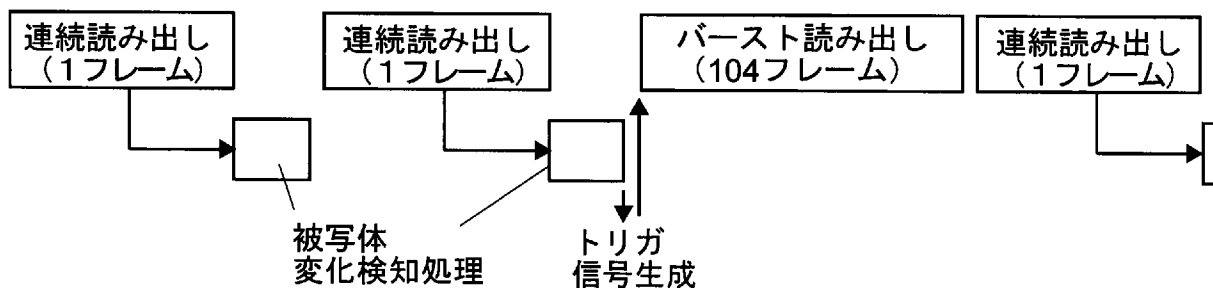 連続読み出し
（1フレーム）
連続読み出し
（1フレーム）
バースト読み出し
（104フレーム）
連続読み出し
（1フレーム）
被写体
変化検知処理
トリガ
信号生成